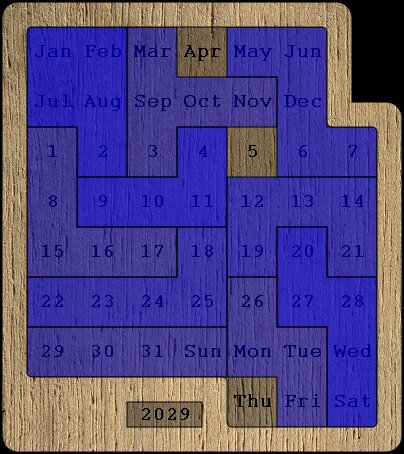 Jan Feb Mar Apr May Jun
Jul Aug Sep Oct Nov Dec
1 2 3 4 5 6 7
8 9 10 11 12 13 14
15 16 17 18 19 20 21
22 23 24 25 26 27 28
29 30 31 Sun Mon Tue Wed
2029 Thu Fri Sat